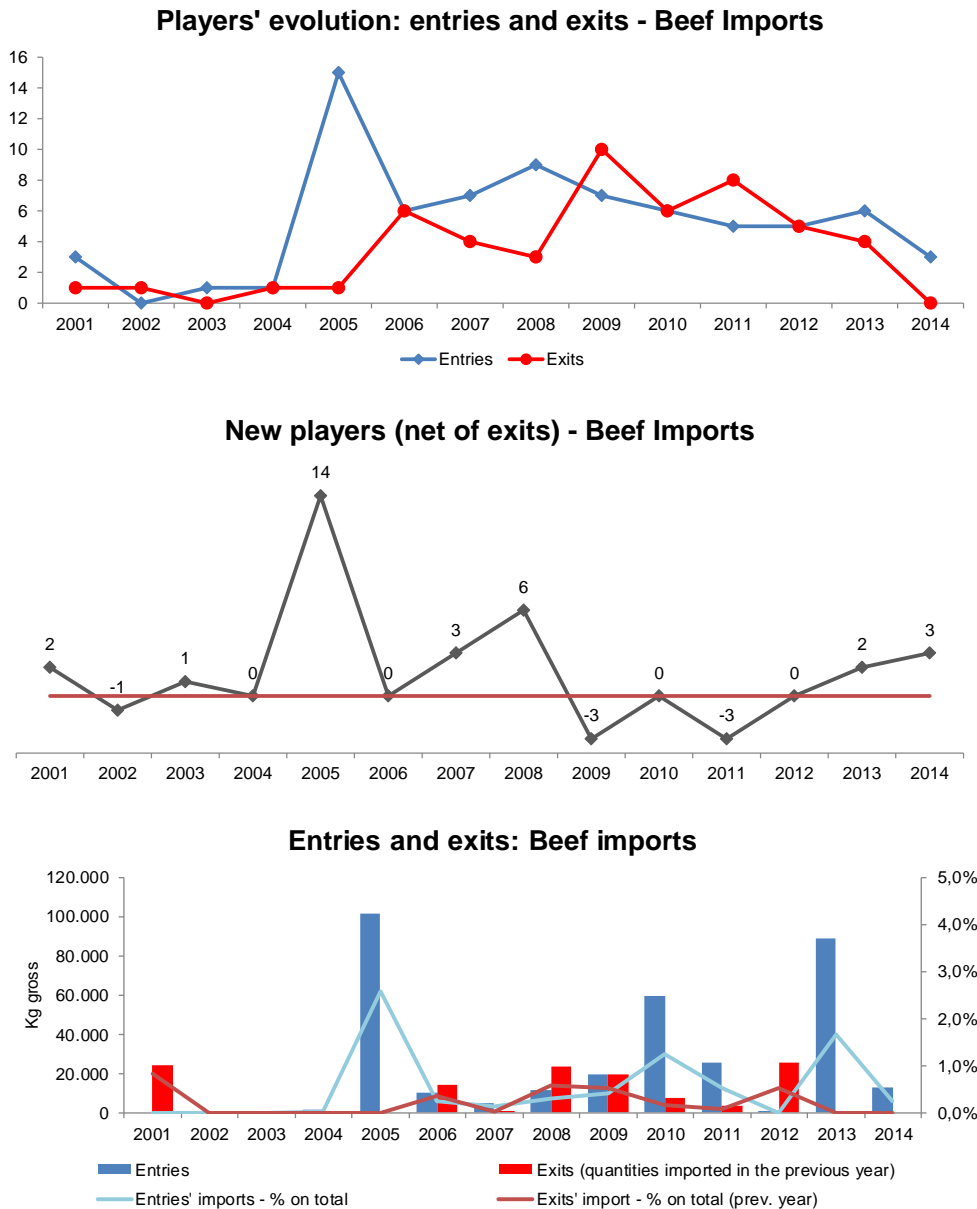 Players' evolution: entries and exits - Beef Imports
16
14
12
10
8
6
4
2
0
2001 2002 2003 2004 2005 2006 2007 2008 2009 2010 2011 2012 2013 2014
Entries Exits
New players (net of exits) - Beef Imports
2 -1 1 0 14 0 3 6 -3 0 -3 0 2 3
2001 2002 2003 2004 2005 2006 2007 2008 2009 2010 2011 2012 2013 2014
Entries and exits: Beef imports
Kg gross
120.000 5,0%
100.000 4,0%
80.000 3,0%
60.000
40.000 2,0%
20.000 1,0%
0 0,0%
2001 2002 2003 2004 2005 2006 2007 2008 2009 2010 2011 2012 2013 2014
Entries Exits (quantities imported in the previous year)
Entries' imports - % on total Exits' import - % on total (prev. year)